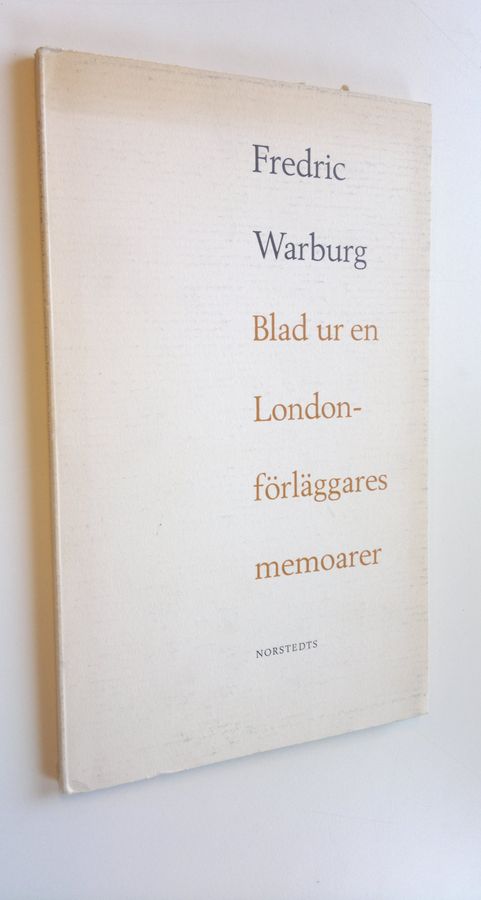 Fredric
Warburg
Blad ur en
London-
förläggares
memoarer
NORSTEDTS